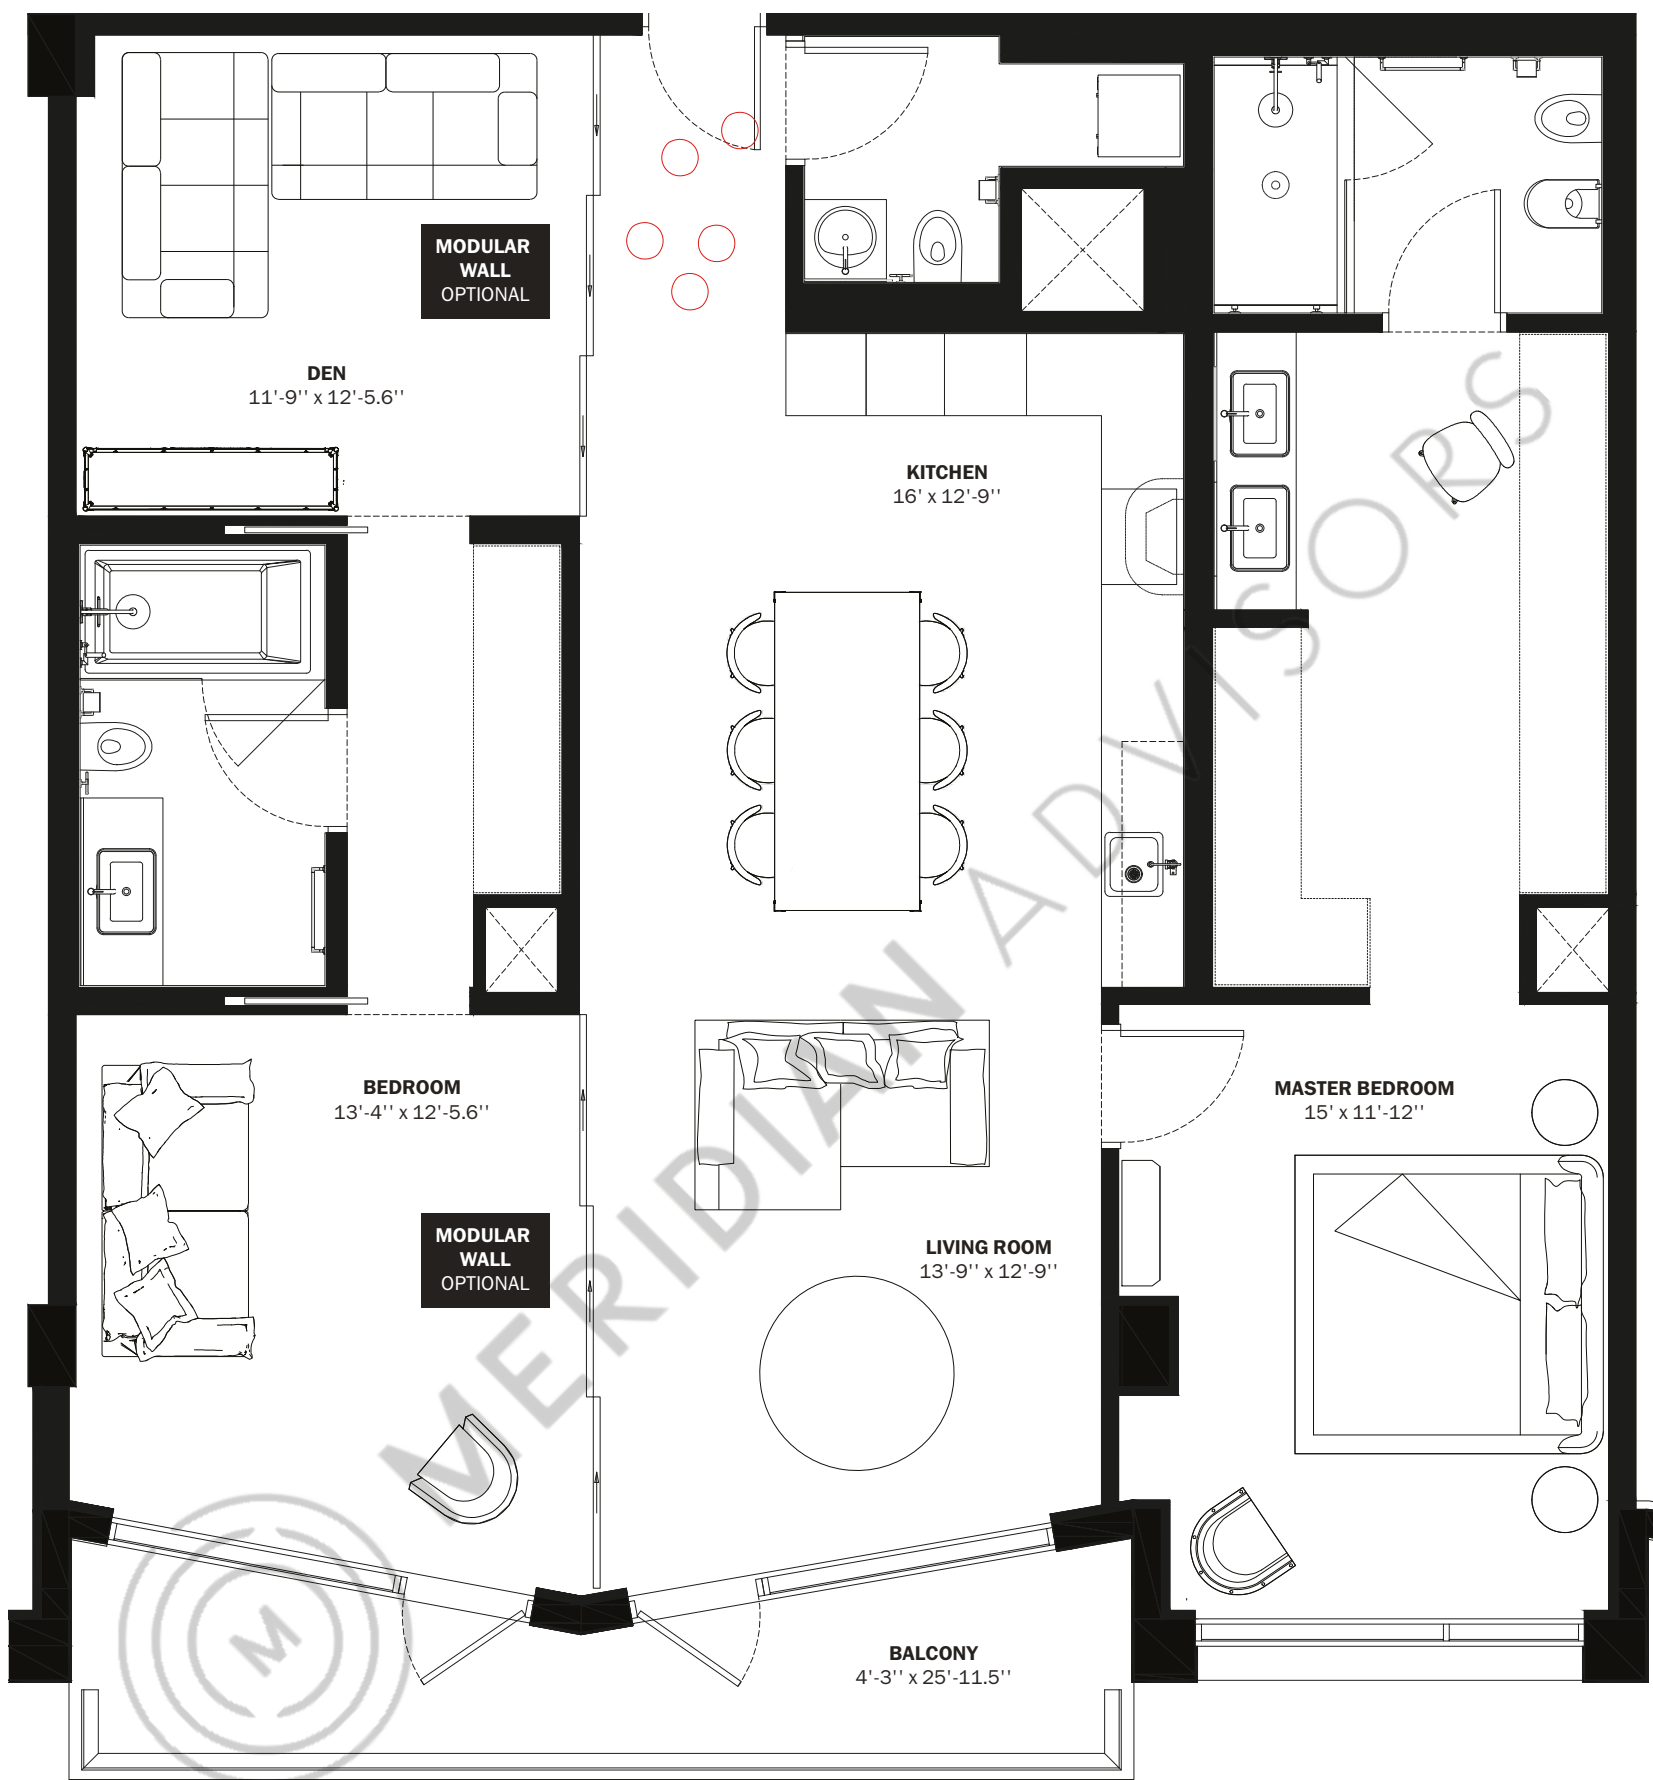 MODULAR
WALL
OPTIONAL
DEN
11'-9'' x 12'-5.6''
KITCHEN
16' x 12'-9''
BEDROOM
13'-4'' x 12'-5.6''
MASTER BEDROOM
15' x 11'-12''
MODULAR
WALL
OPTIONAL
LIVING ROOM
13'-9'' x 12'-9''
BALCONY
4'-3'' x 25'-11.5''
MERIDIAN ADVISORS
M